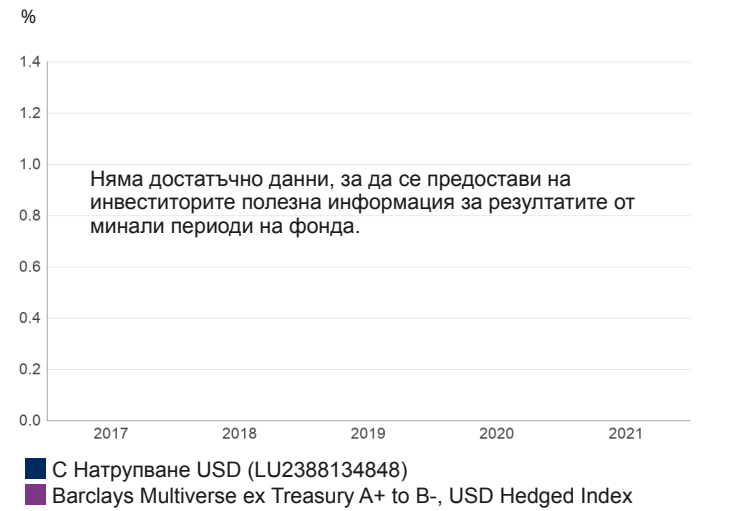 %
1.4
1.2
1.0
Няма достатъчно данни, за да се предостави на
инвеститорите полезна информация за резултатите от
минали периоди на фонда.
0.8
0.6
0.4
0.2
0.0
2017 2018 2019 2020 2021
C Натрупване USD (LU2388134848)
Barclays Multiverse ex Treasury A+ to B-, USD Hedged Index